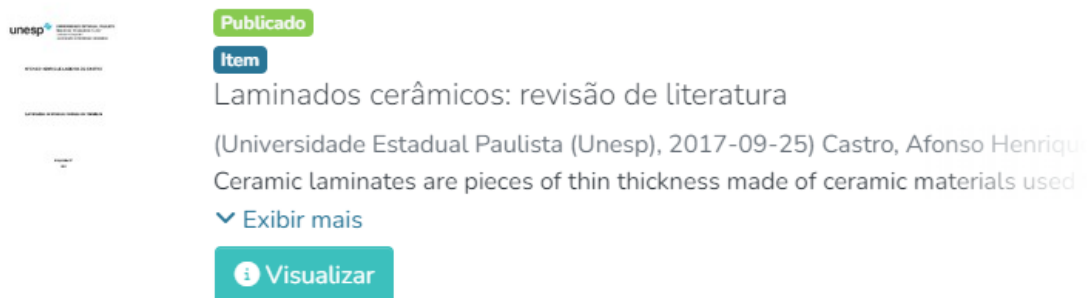 unesp
Publicado
Item
Laminados cerâmicos: revisão de literatura
(Universidade Estadual Paulista (Unesp), 2017-09-25) Castro, Afonso Henriqu
Ceramic laminates are pieces of thin thickness made of ceramic materials used
Exibir mais
Visualizar